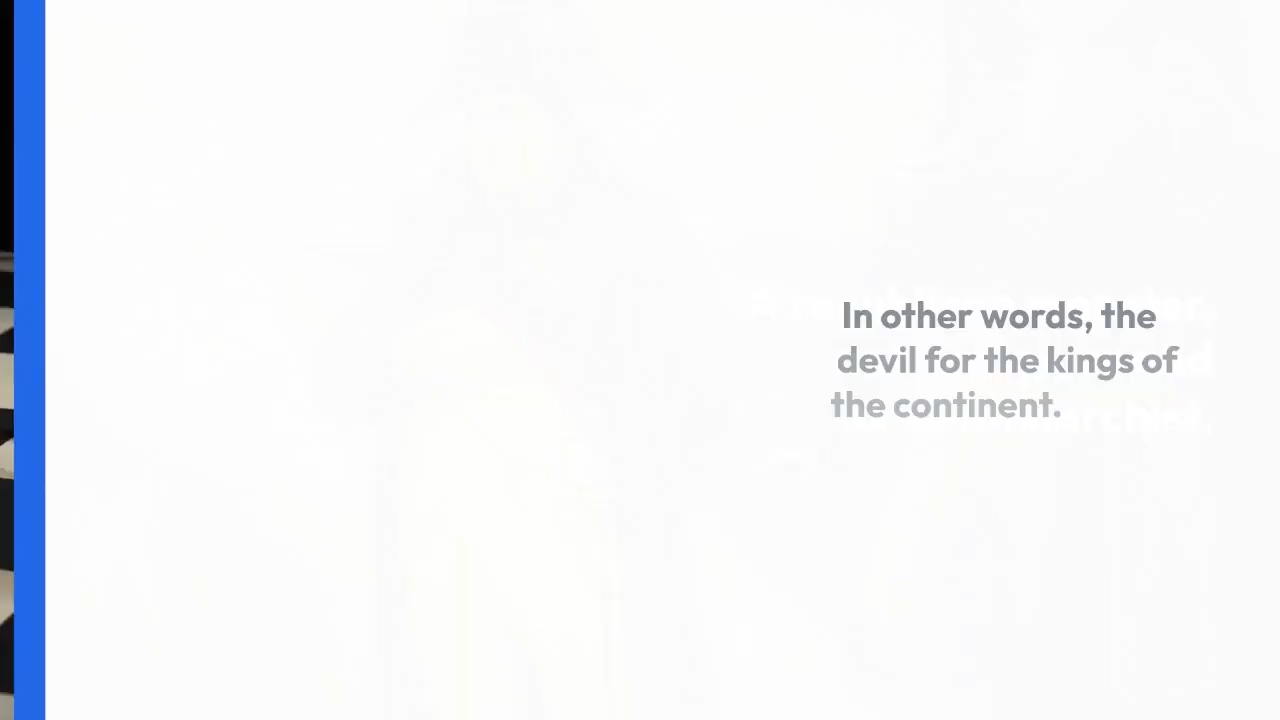 In other words, the
devil for the kings of
the continent.